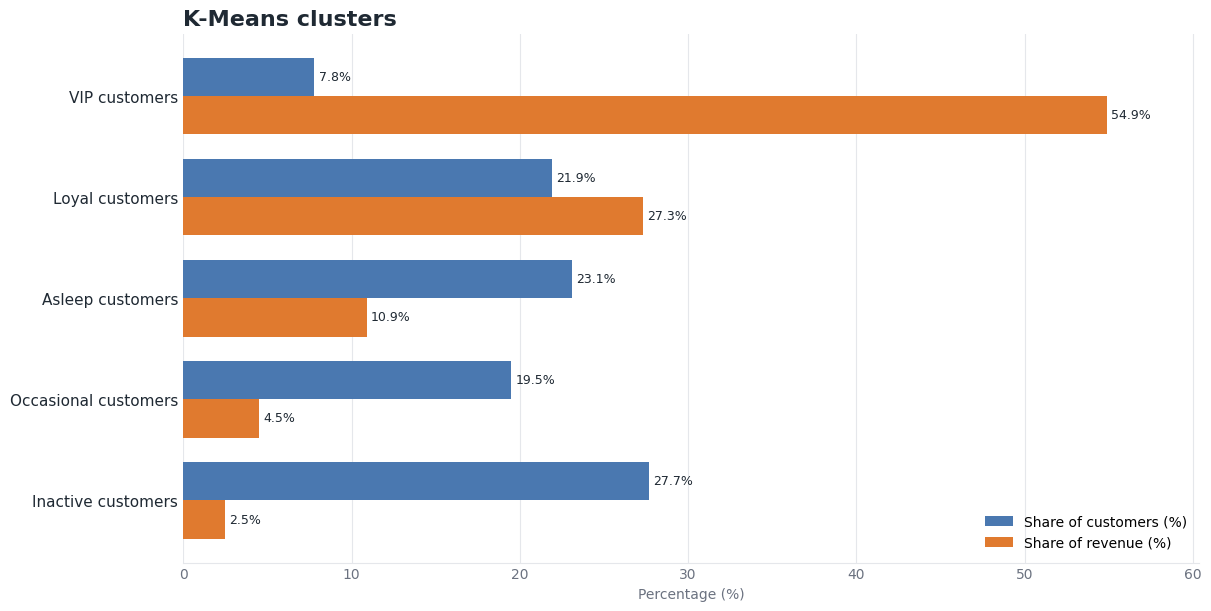 K-Means clusters
VIP customers
7.8%
54.9%
Loyal customers
21.9%
27.3%
Asleep customers
23.1%
10.9%
Occasional customers
19.5%
4.5%
Inactive customers
27.7%
2.5%
Share of customers (%)
Share of revenue (%)
0 10 20 30 40 50 60
Percentage (%)